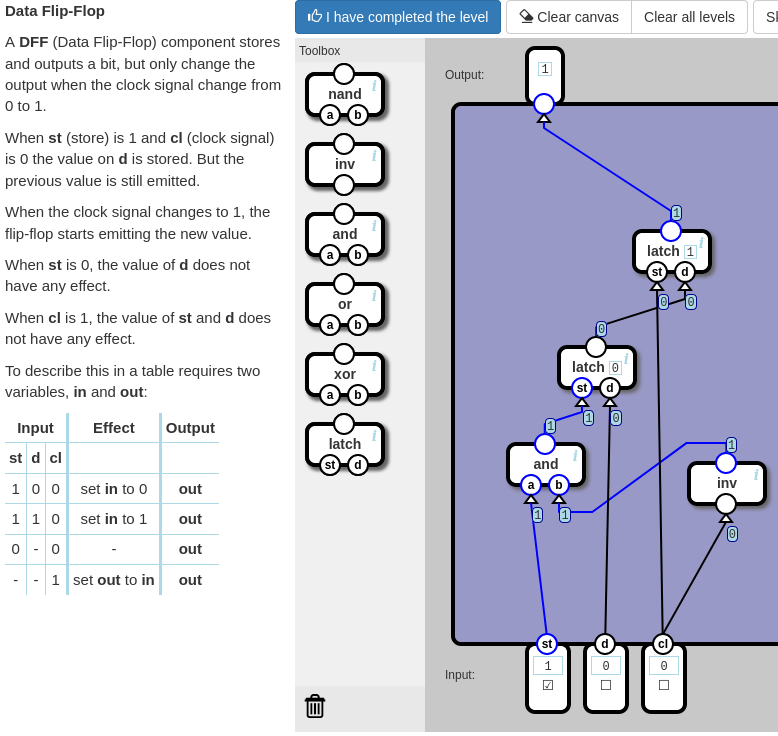 Data Flip-Flop
A DFF (Data Flip-Flop) component stores
and outputs a bit, but only change the
output when the clock signal change from
0 to 1.
When st (store) is 1 and cl (clock signal)
is 0 the value on d is stored. But the
previous value is still emitted.
When the clock signal changes to 1, the
flip-flop starts emitting the new value.
When st is 0, the value of d does not
have any effect.
When cl is 1, the value of st and d does
not have any effect.
To describe this in a table requires two
variables, in and out:
Input Effect Output
st d cl
1 0 0 set in to 0 out
1 1 0 set in to 1 out
0 - 0 - out
- - 1 set out to in out
I have completed the level
Clear canvas
Clear all levels
Sk
Toolbox
nand i
a b
inv i
and i
a b
or i
a b
xor i
a b
latch i
st d
Output:
1
1
latch 1 i
st d
0 0
0
latch 0 i
st d
1 0
1
and i
a b
1 1
1
inv i
0
Input:
st d cl
1 0 0